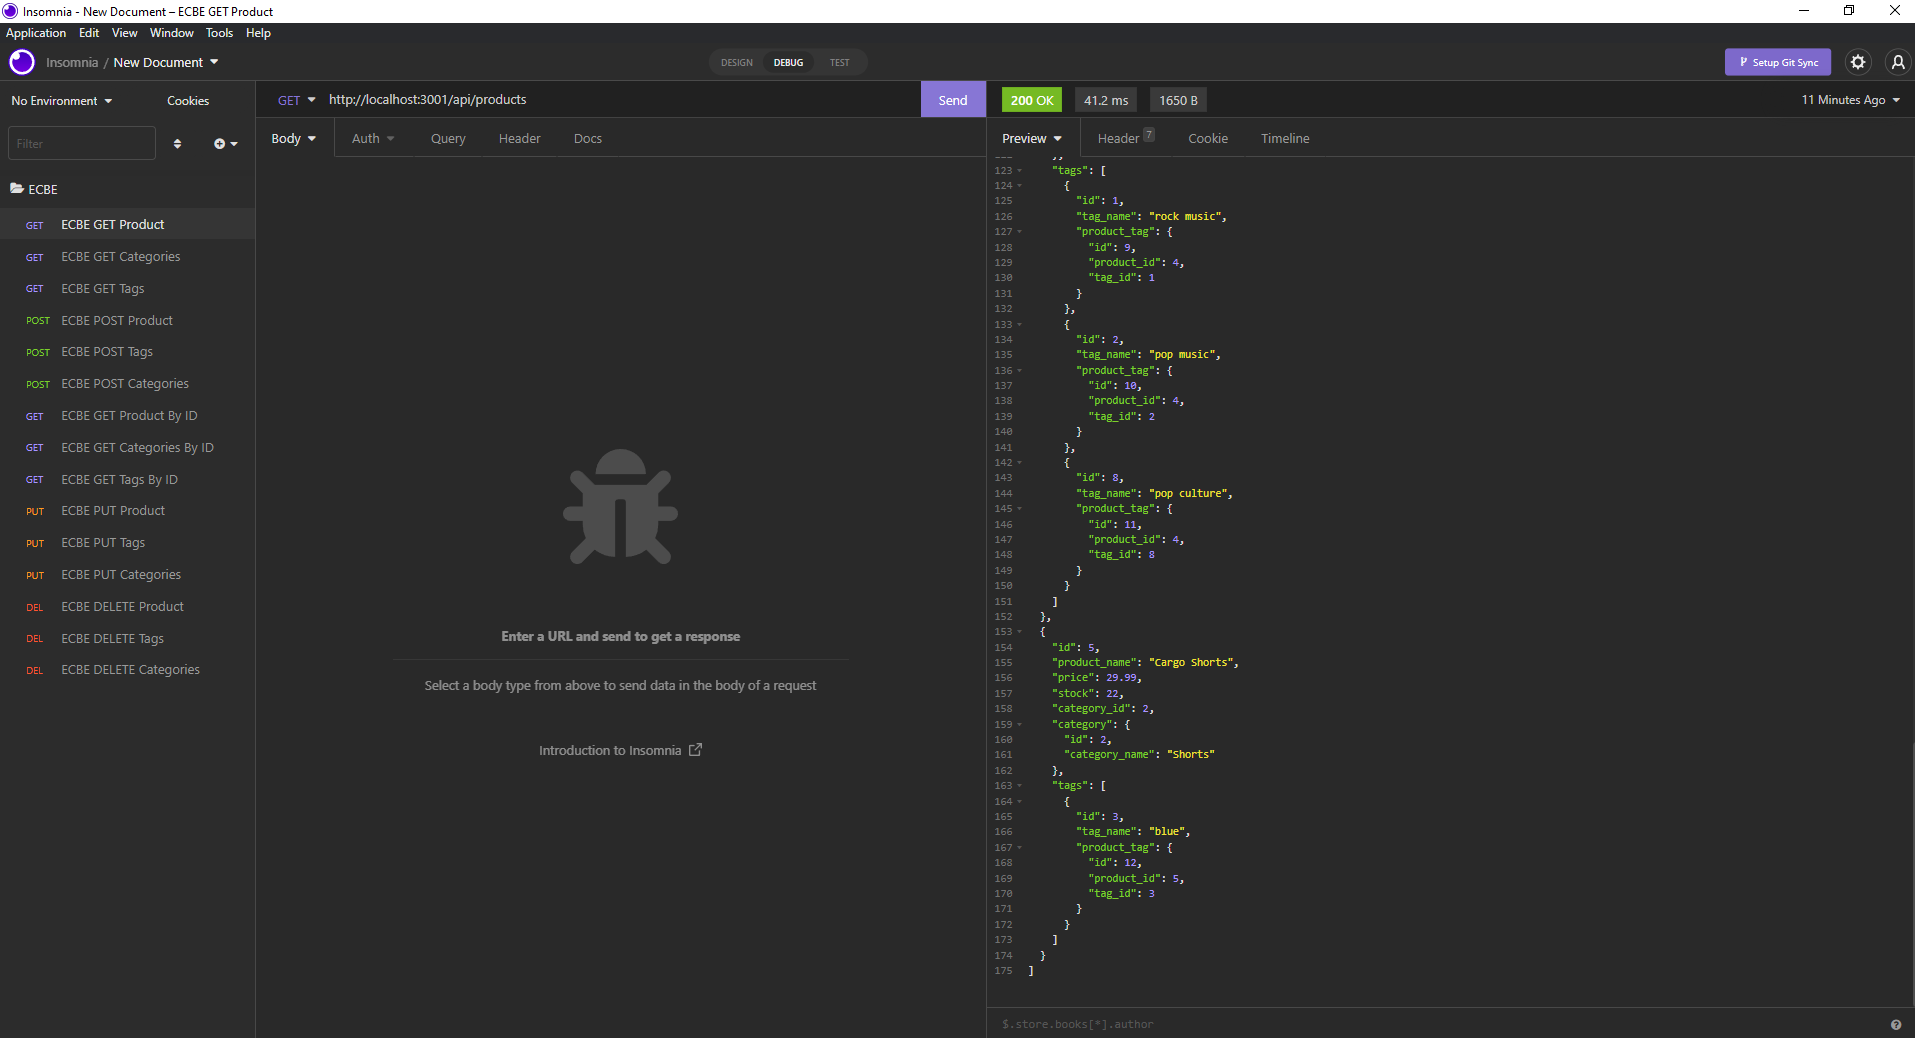 Insomnia - New Document – ECBE GET Product
Application Edit View Window Tools Help
Insomnia / New Document
DESIGN DEBUG TEST
Setup Git Sync
No Environment Cookies
GET http://localhost:3001/api/products Send
200 OK 41.2 ms 1650 B 11 Minutes Ago
Filter
Body Auth Query Header Docs
Preview Header 7 Cookie Timeline
ECBE
GET ECBE GET Product
GET ECBE GET Categories
GET ECBE GET Tags
POST ECBE POST Product
POST ECBE POST Tags
POST ECBE POST Categories
GET ECBE GET Product By ID
GET ECBE GET Categories By ID
GET ECBE GET Tags By ID
PUT ECBE PUT Product
PUT ECBE PUT Tags
PUT ECBE PUT Categories
DEL ECBE DELETE Product
DEL ECBE DELETE Tags
DEL ECBE DELETE Categories
Enter a URL and send to get a response
Select a body type from above to send data in the body of a request
Introduction to Insomnia
123 "tags": [
124 {
125 "id": 1,
126 "tag_name": "rock music",
127 "product_tag": {
128 "id": 9,
129 "product_id": 4,
130 "tag_id": 1
131 }
132 },
133 {
134 "id": 2,
135 "tag_name": "pop music",
136 "product_tag": {
137 "id": 10,
138 "product_id": 4,
139 "tag_id": 2
140 }
141 },
142 {
143 "id": 8,
144 "tag_name": "pop culture",
145 "product_tag": {
146 "id": 11,
147 "product_id": 4,
148 "tag_id": 8
149 }
150 }
151 ]
152 },
153 {
154 "id": 5,
155 "product_name": "Cargo Shorts",
156 "price": 29.99,
157 "stock": 22,
158 "category_id": 2,
159 "category": {
160 "id": 2,
161 "category_name": "Shorts"
162 },
163 "tags": [
164 {
165 "id": 3,
166 "tag_name": "blue",
167 "product_tag": {
168 "id": 12,
169 "product_id": 5,
170 "tag_id": 3
171 }
172 }
173 ]
174 }
175 ]
$.store.books[*].author